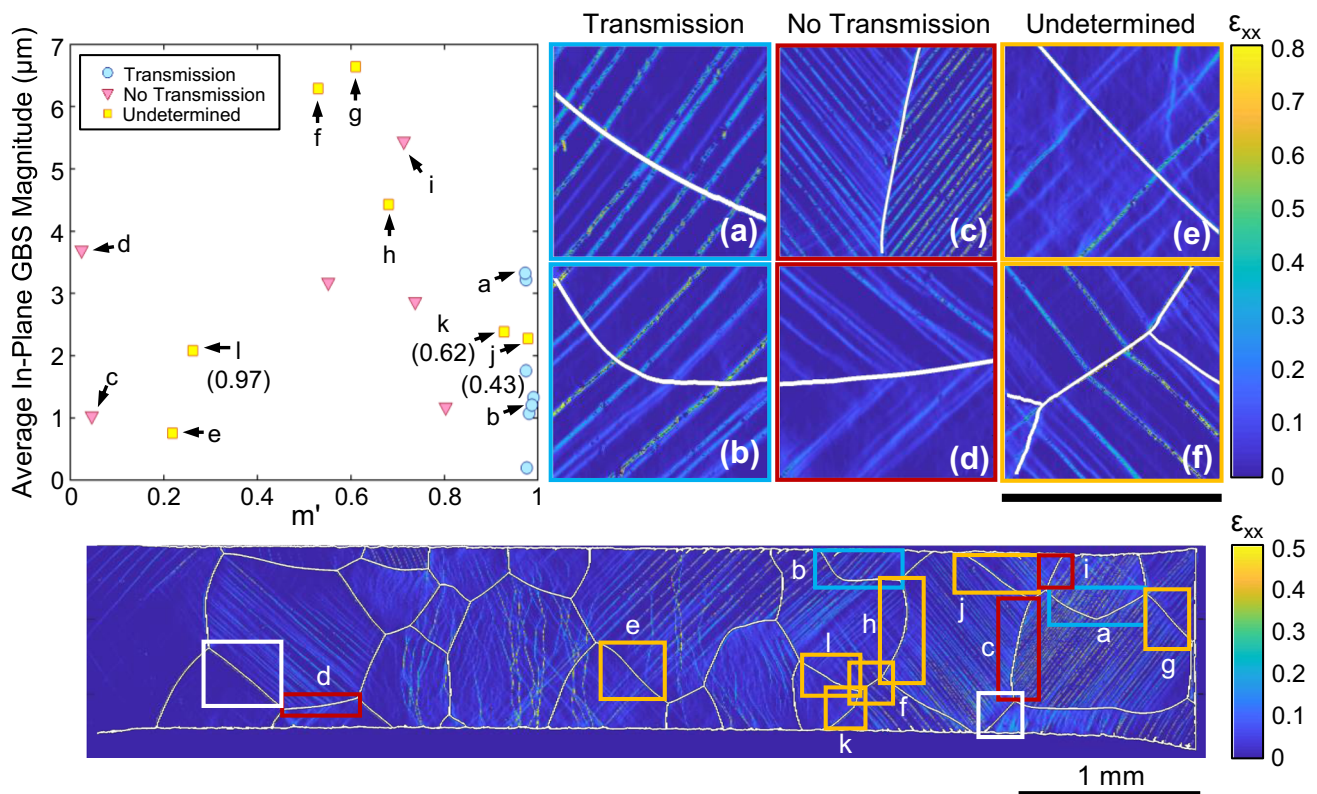 Transmission
No Transmission
Undetermined
εxx
Average In-Plane GBS Magnitude (μm)
7
6
5
4
3
2
1
0
0
0.2
0.4
0.6
0.8
1
m'
Transmission
No Transmission
Undetermined
f
g
i
h
d
a
k
(0.62)
j
(0.43)
l
(0.97)
c
b
e
(a)
(c)
(e)
(b)
(d)
(f)
0.8
0.7
0.6
0.5
0.4
0.3
0.2
0.1
0
εxx
0.5
0.4
0.3
0.2
0.1
0
b
i
j
h
e
a
c
l
d
g
f
k
1 mm